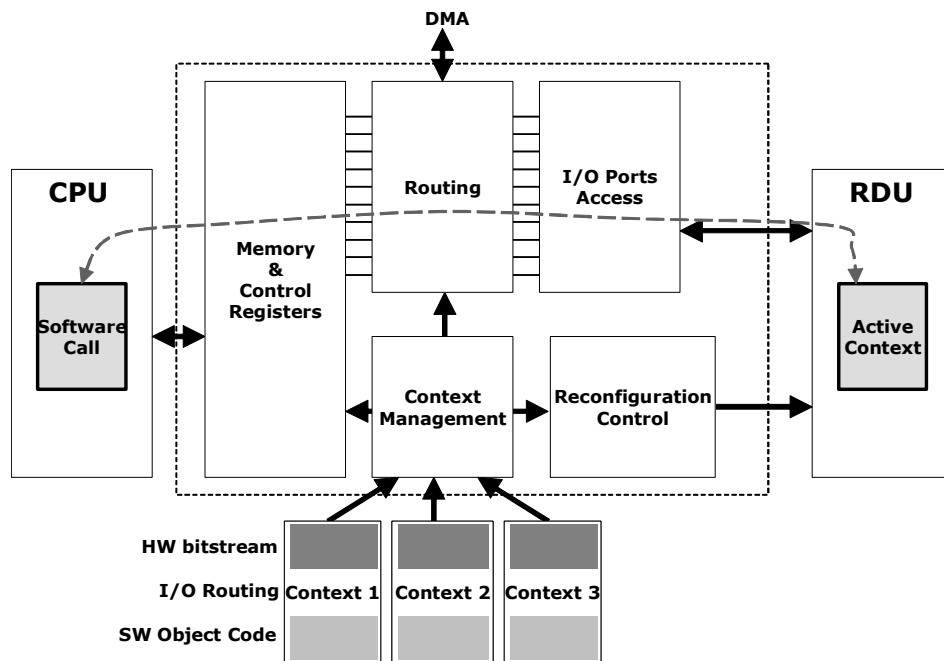 DMA
CPU
Routing
I/O Ports
Access
RDU
Memory
&
Control
Registers
Software
Call
Active
Context
Context
Management
Reconfiguration
Control
HW bitstream
I/O Routing
Context 1
Context 2
Context 3
SW Object Code